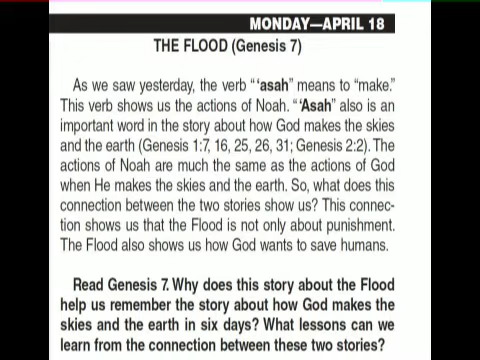 MONDAY—APRIL 18
THE FLOOD (Genesis 7)
As we saw yesterday, the verb “‘asah” means to “make.”
This verb shows us the actions of Noah. “‘Asah” also is an
important word in the story about how God makes the skies
and the earth (Genesis 1:7, 16, 25, 26, 31; Genesis 2:2). The
actions of Noah are much the same as the actions of God
when He makes the skies and the earth. So, what does this
connection between the two stories show us? This connec-
tion shows us that the Flood is not only about punishment.
The Flood also shows us how God wants to save humans.
Read Genesis 7. Why does this story about the Flood
help us remember the story about how God makes the
skies and the earth in six days? What lessons can we
learn from the connection between these two stories?